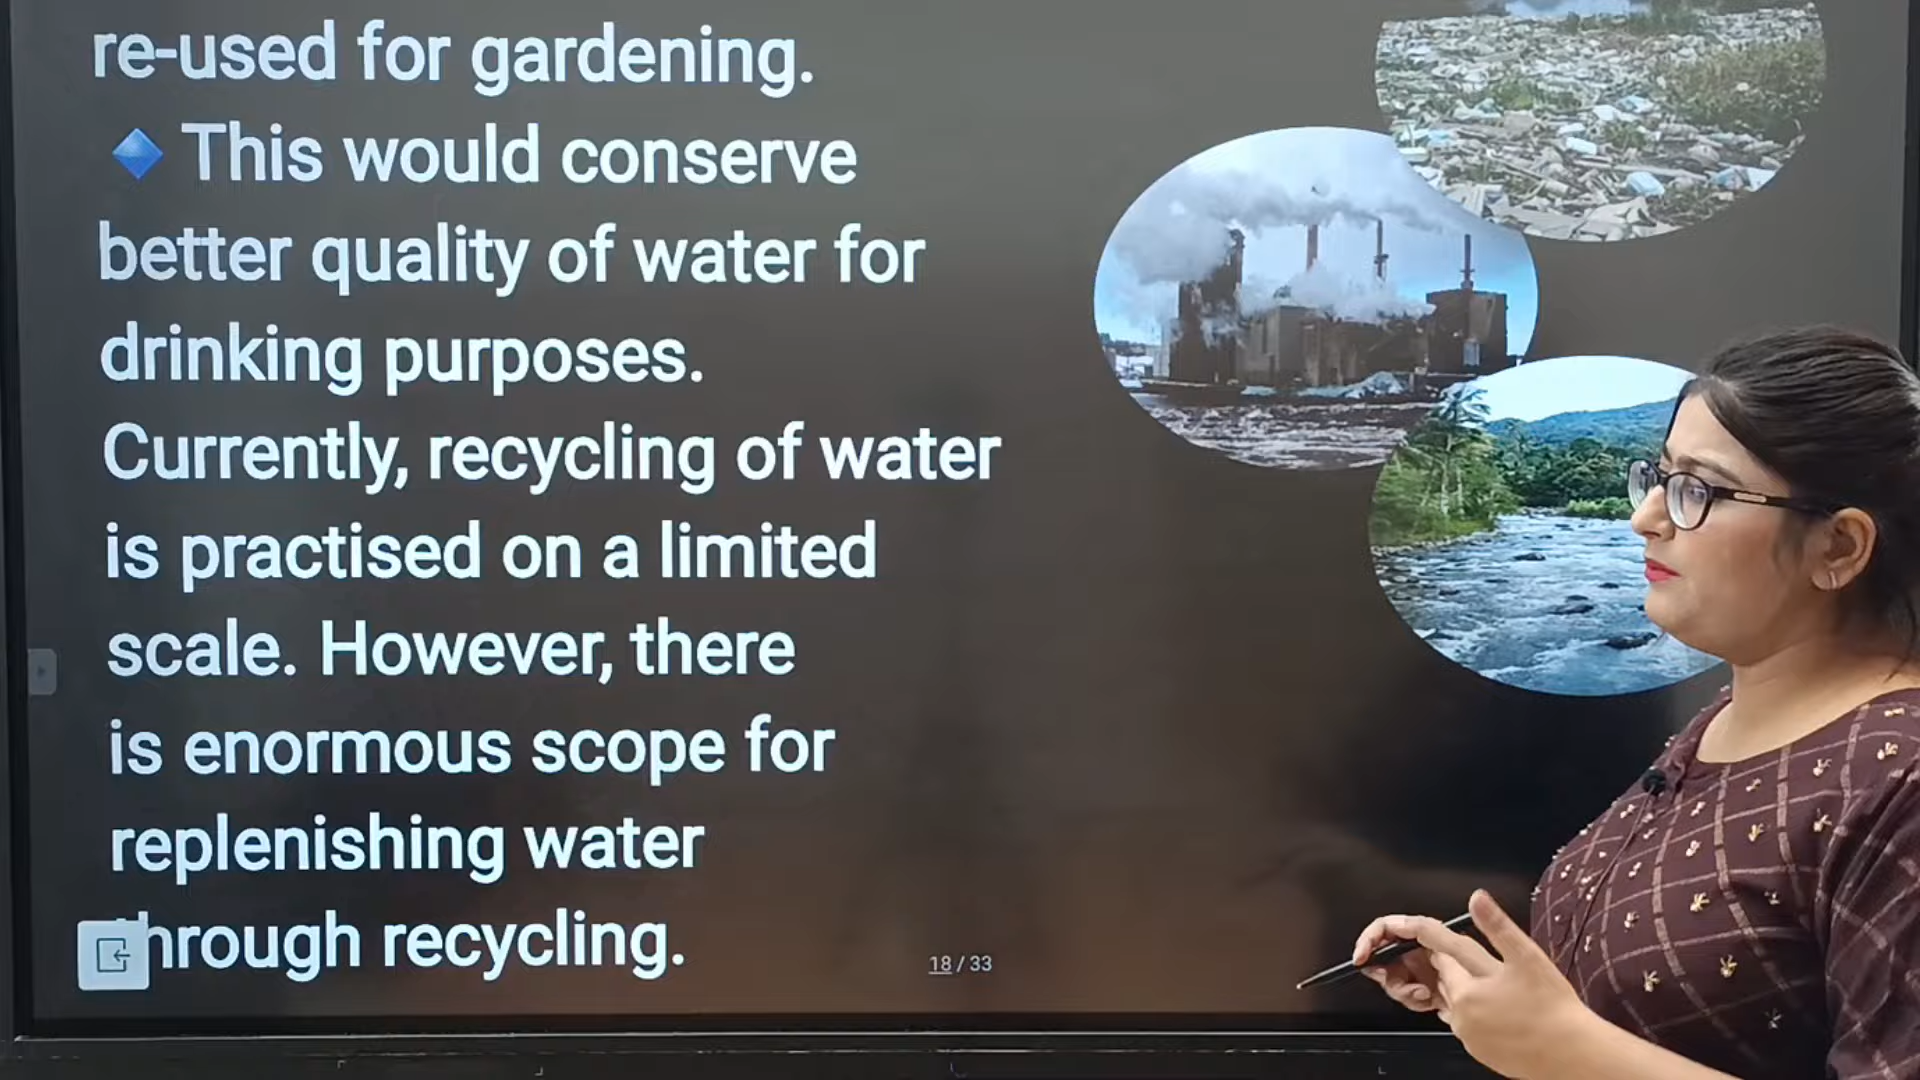 re-used for gardening.
This would conserve
better quality of water for
drinking purposes.
Currently, recycling of water
is practised on a limited
scale. However, there
is enormous scope for
replenishing water
through recycling.
18 / 33